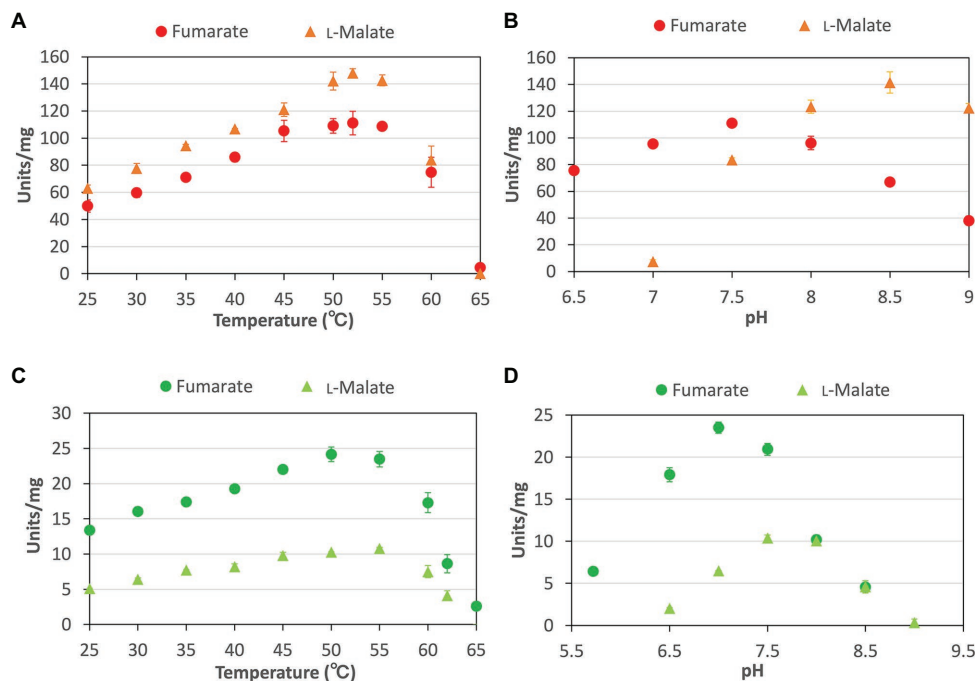 A
Fumarate L-Malate
Units/mg
160
140
120
100
80
60
40
20
0
25 30 35 40 45 50 55 60 65
Temperature (°C)
B
Fumarate L-Malate
Units/mg
160
140
120
100
80
60
40
20
0
6.5 7 7.5 8 8.5 9
pH
C
Fumarate L-Malate
Units/mg
30
25
20
15
10
5
0
25 30 35 40 45 50 55 60 65
Temperature (°C)
D
Fumarate L-Malate
Units/mg
25
20
15
10
5
0
5.5 6.5 7.5 8.5 9.5
pH